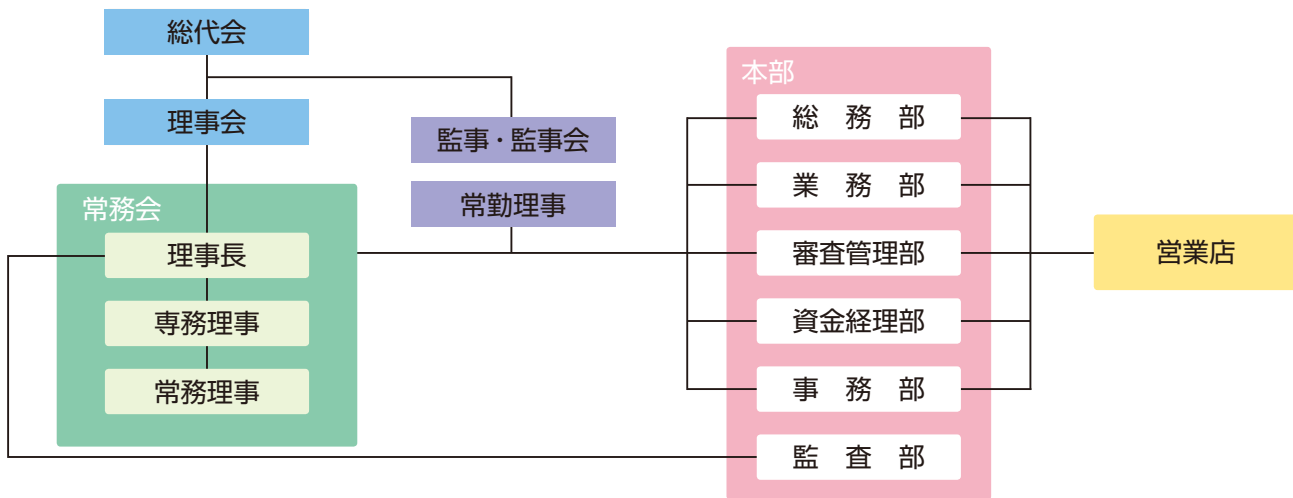 総代会
理事会
監事・監事会
常勤理事
常務会
理事長
専務理事
常務理事
本部
総　務　部
業　務　部
審査管理部
資金経理部
事　務　部
監　査　部
営業店